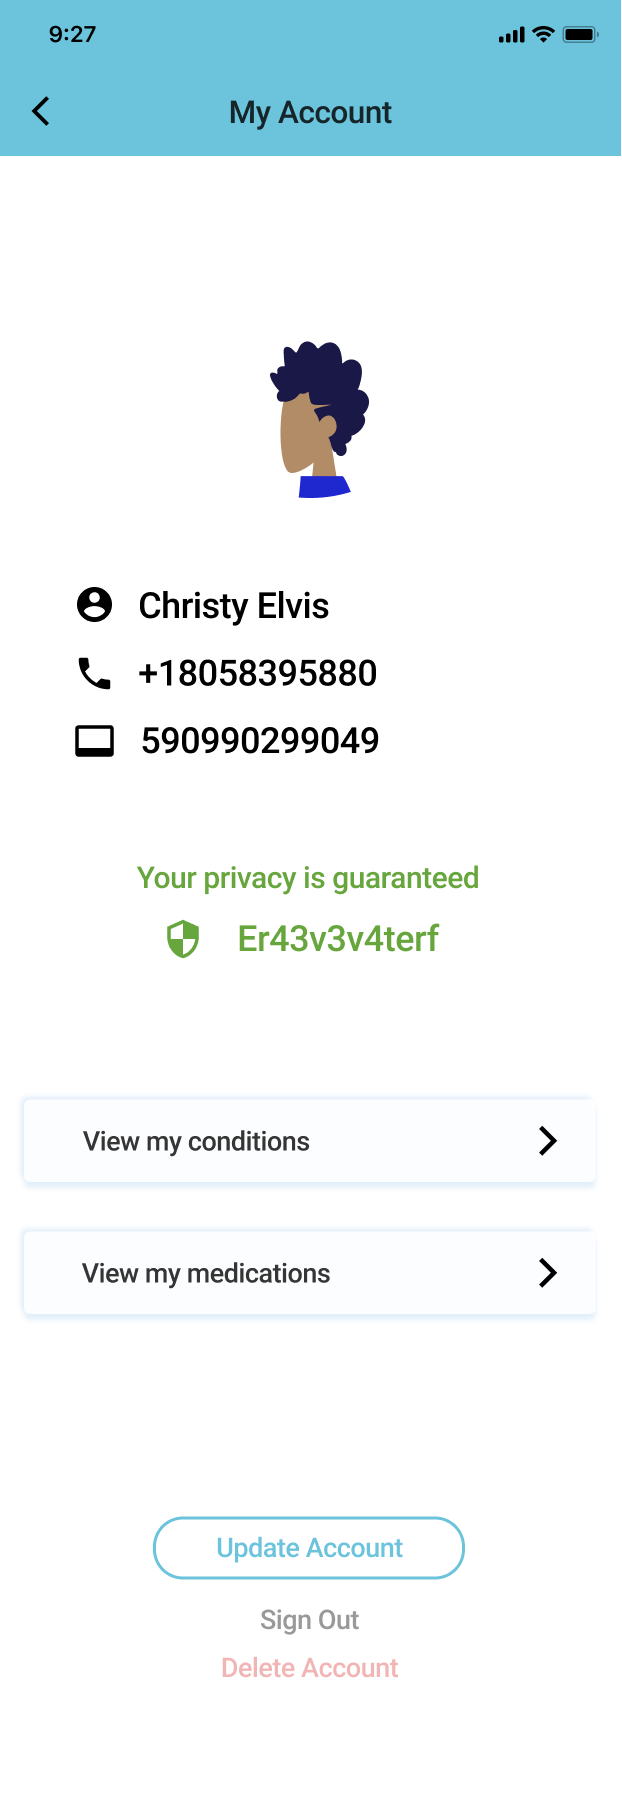 9:27
My Account
Christy Elvis
+18058395880
590990299049
Your privacy is guaranteed
Er43v3v4terf
View my conditions
View my medications
Update Account
Sign Out
Delete Account